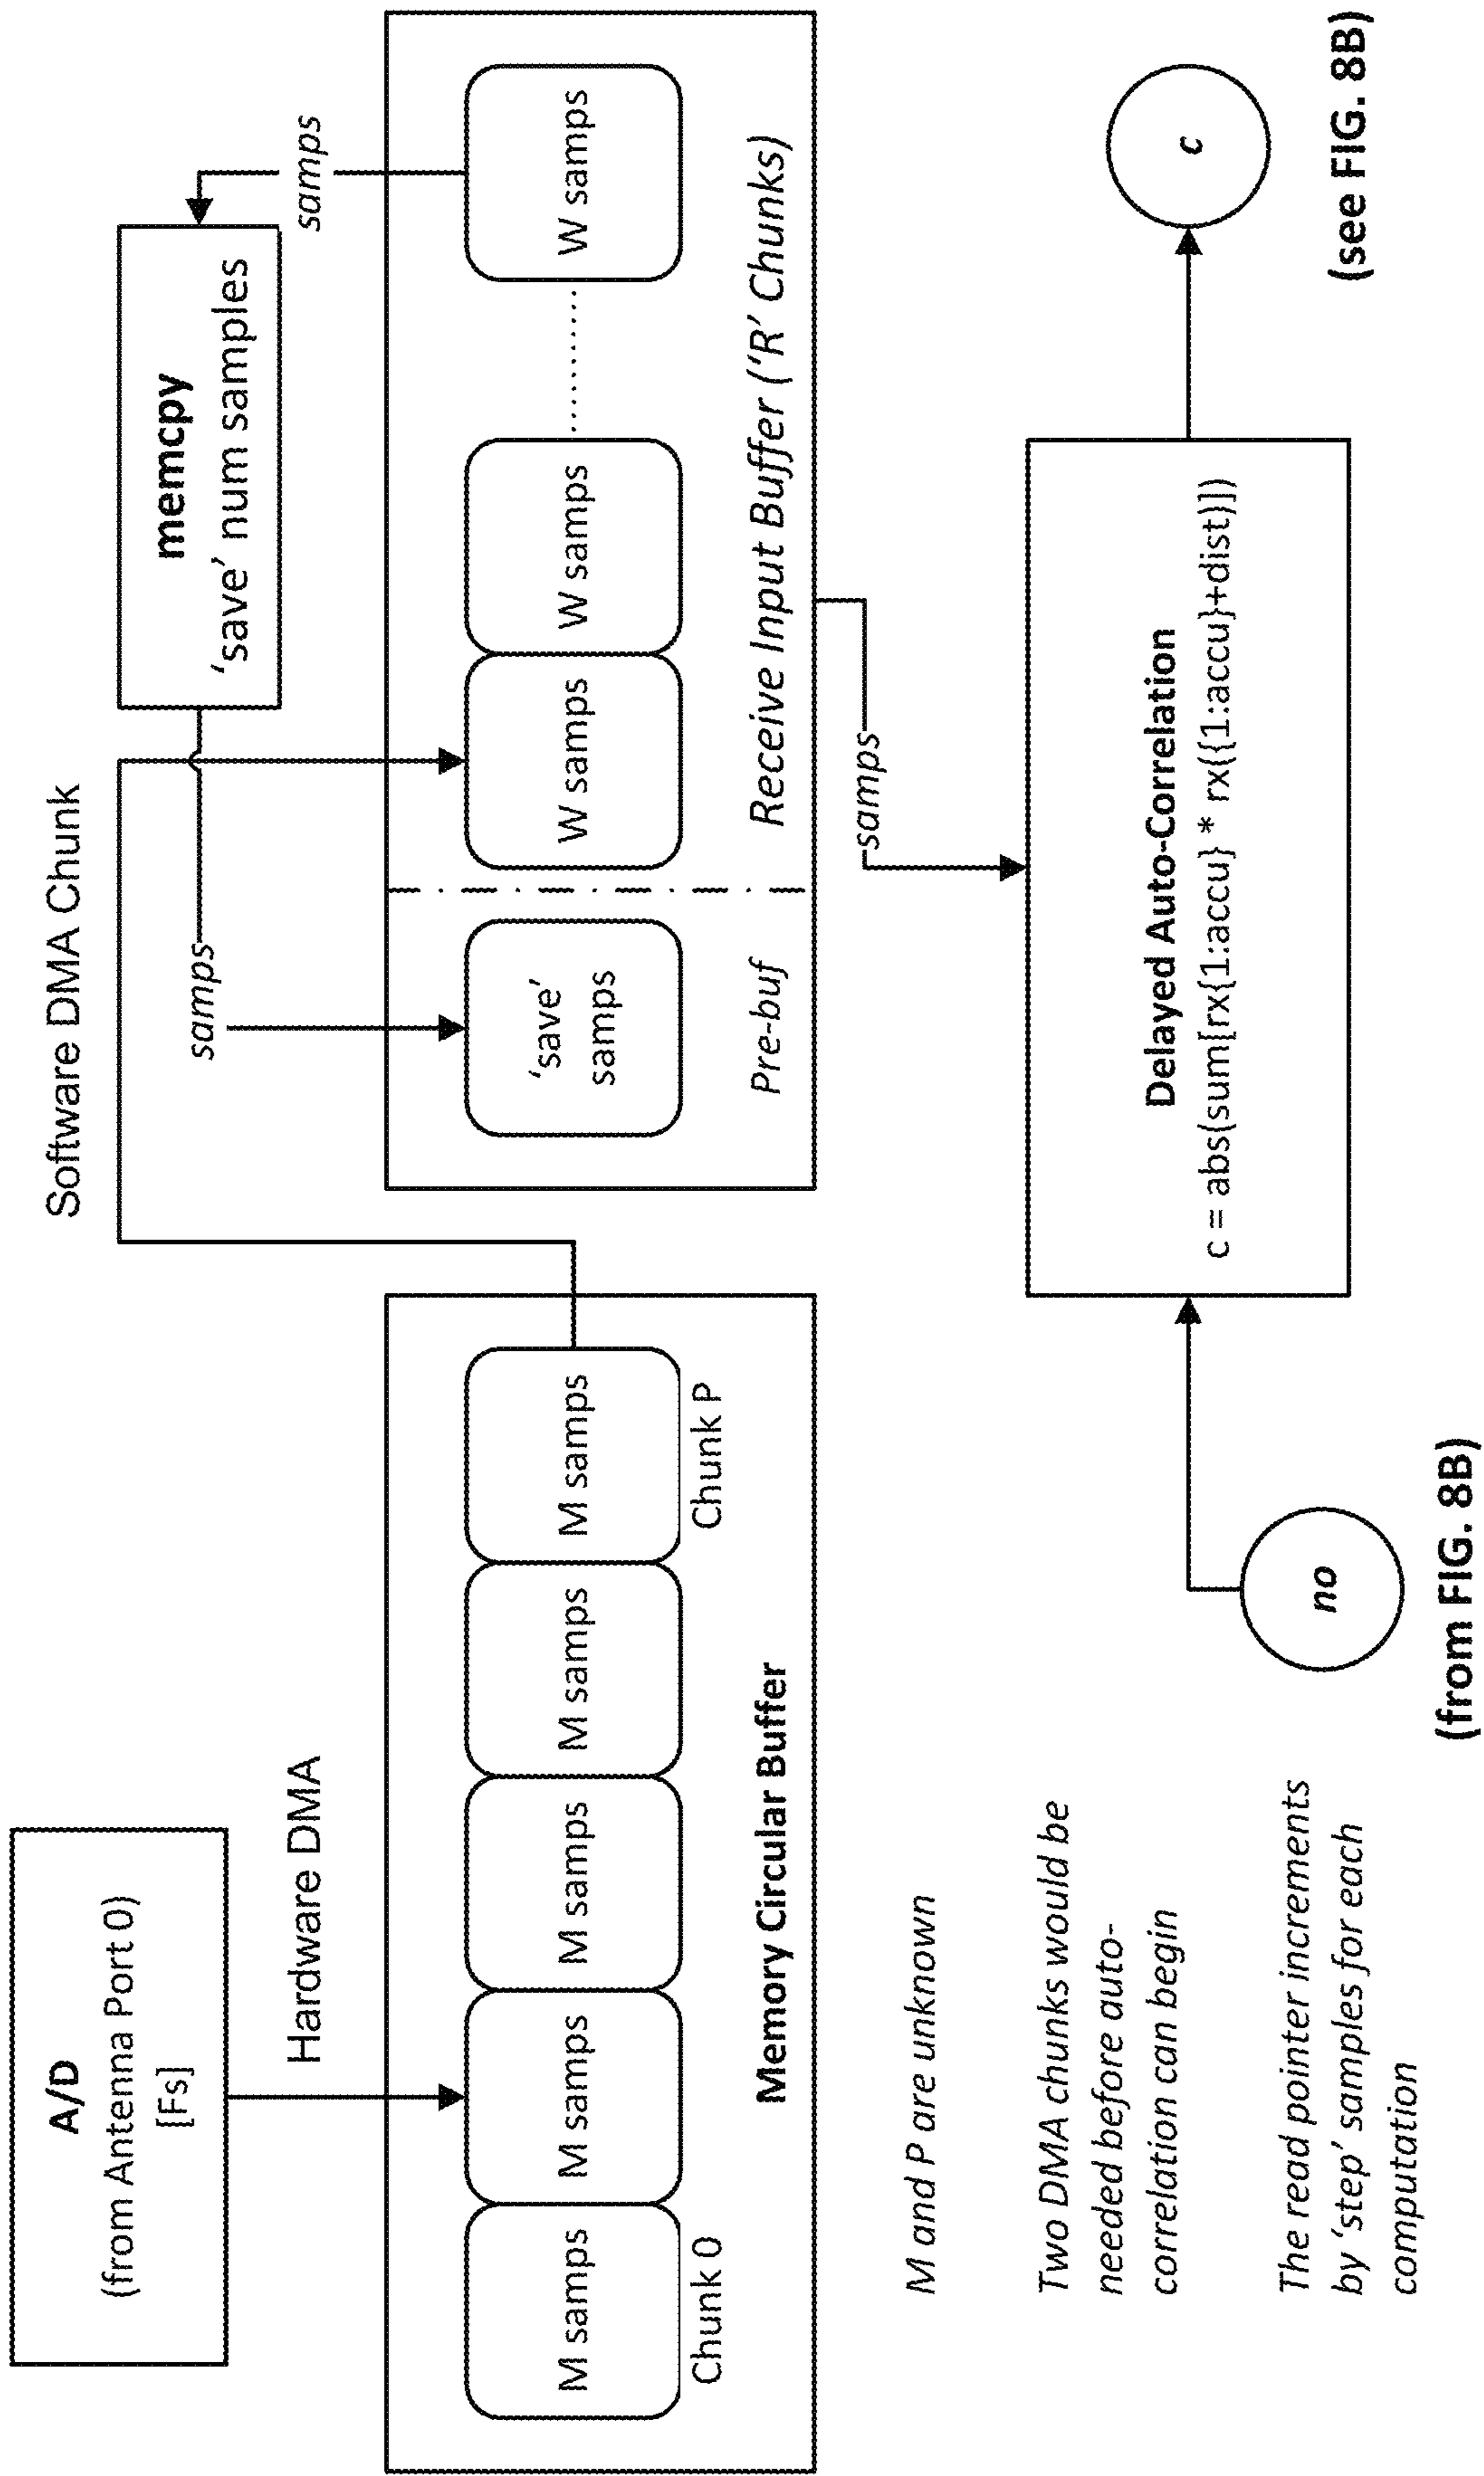 A/D
(from Antenna Port 0)
[Fs]
Hardware DMA
M samps
M samps
M samps
M samps
M samps
Chunk 0
Chunk P
Memory Circular Buffer
Software DMA Chunk
memcpy
'save' num samples
samps
samps
'save'
samps
W samps
W samps
..........
W samps
Pre-buf
Receive Input Buffer ('R' Chunks)
samps
M and P are unknown
Two DMA chunks would be
needed before auto-
correlation can begin
The read pointer increments
by 'step' samples for each
computation
no
(from FIG. 8B)
Delayed Auto-Correlation
c = abs(sum[rx{1:accu} * rx({1:accu}+dist)])
c
(see FIG. 8B)